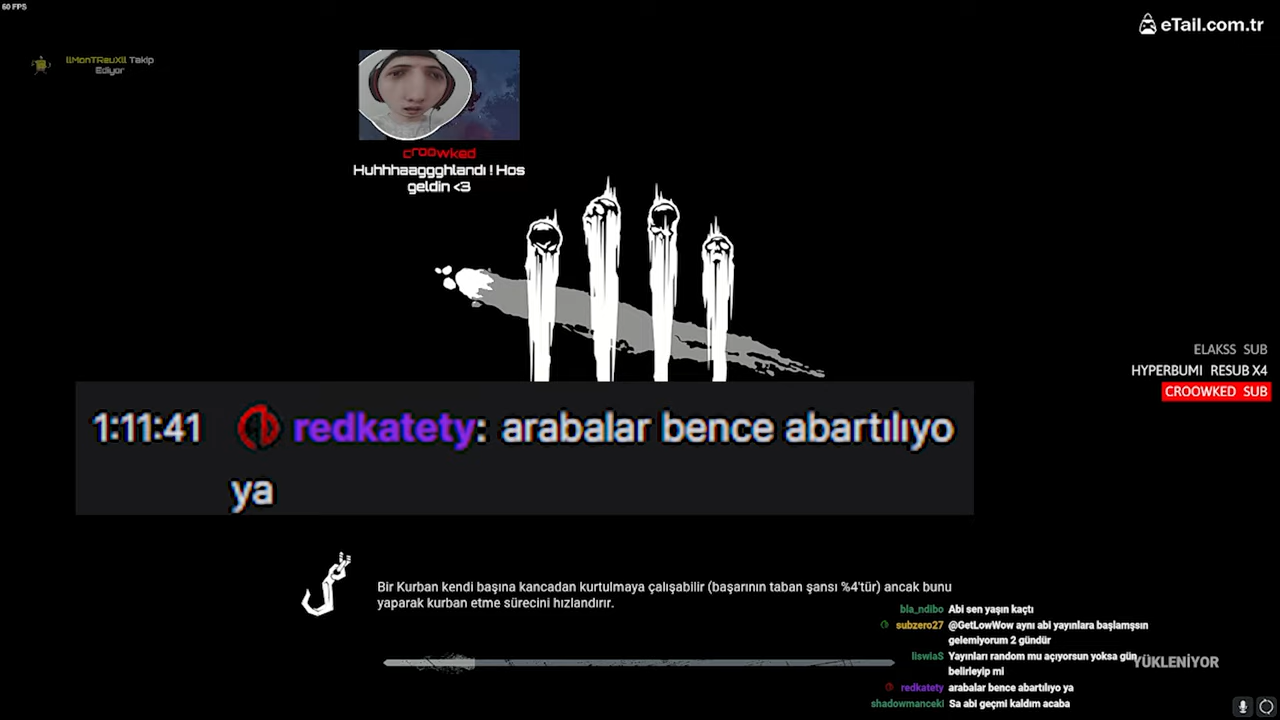 60 FPS
eTail.com.tr
llMonTReuXll Takip
Ediyor
croowked
Huhhhaaggghlandı ! Hos
geldin <3
ELAKSS SUB
HYPERBUMI RESUB X4
CROOWKED SUB
1:11:41 redkatety: arabalar bence abartılıyo
ya
Bir Kurban kendi başına kancadan kurtulmaya çalışabilir (başarının taban şansı %4'tür) ancak bunu
yaparak kurban etme sürecini hızlandırır.
bla_ndibo Abi sen yaşın kaçtı
subzero27 @GetLowWow aynı abi yayınlara başlamşsın
gelemiyorum 2 gündür
liswiaS Yayınları random mu açıyorsun yoksa gün
belirleyip mi
YÜKLENİYOR
redkatety arabalar bence abartılıyo ya
shadowmanceki Sa abi geçmi kaldım acaba